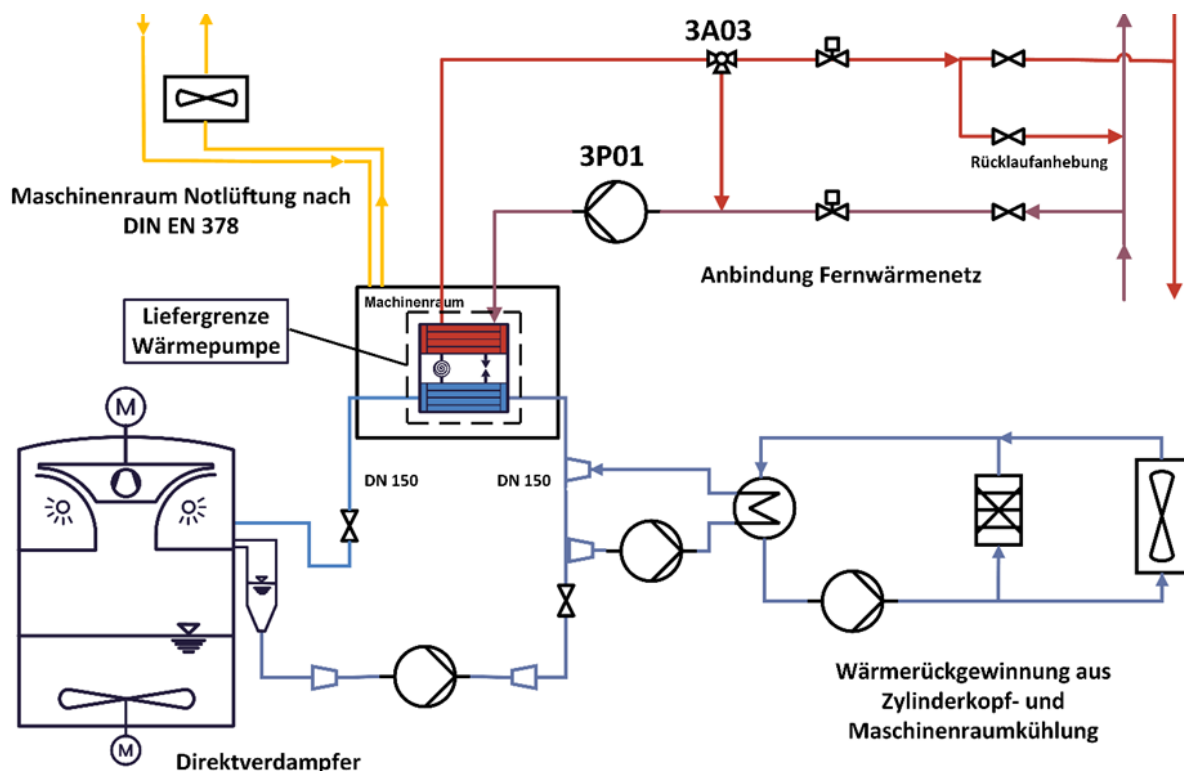 3A03
3P01
Rücklaufanhebung
Maschinenraum Notlüftung nach
DIN EN 378
Anbindung Fernwärmenetz
Machinenraum
Liefergrenze
Wärmepumpe
M
DN 150
DN 150
Wärmerückgewinnung aus
Zylinderkopf- und
Maschinenraumkühlung
M
Direktverdampfer